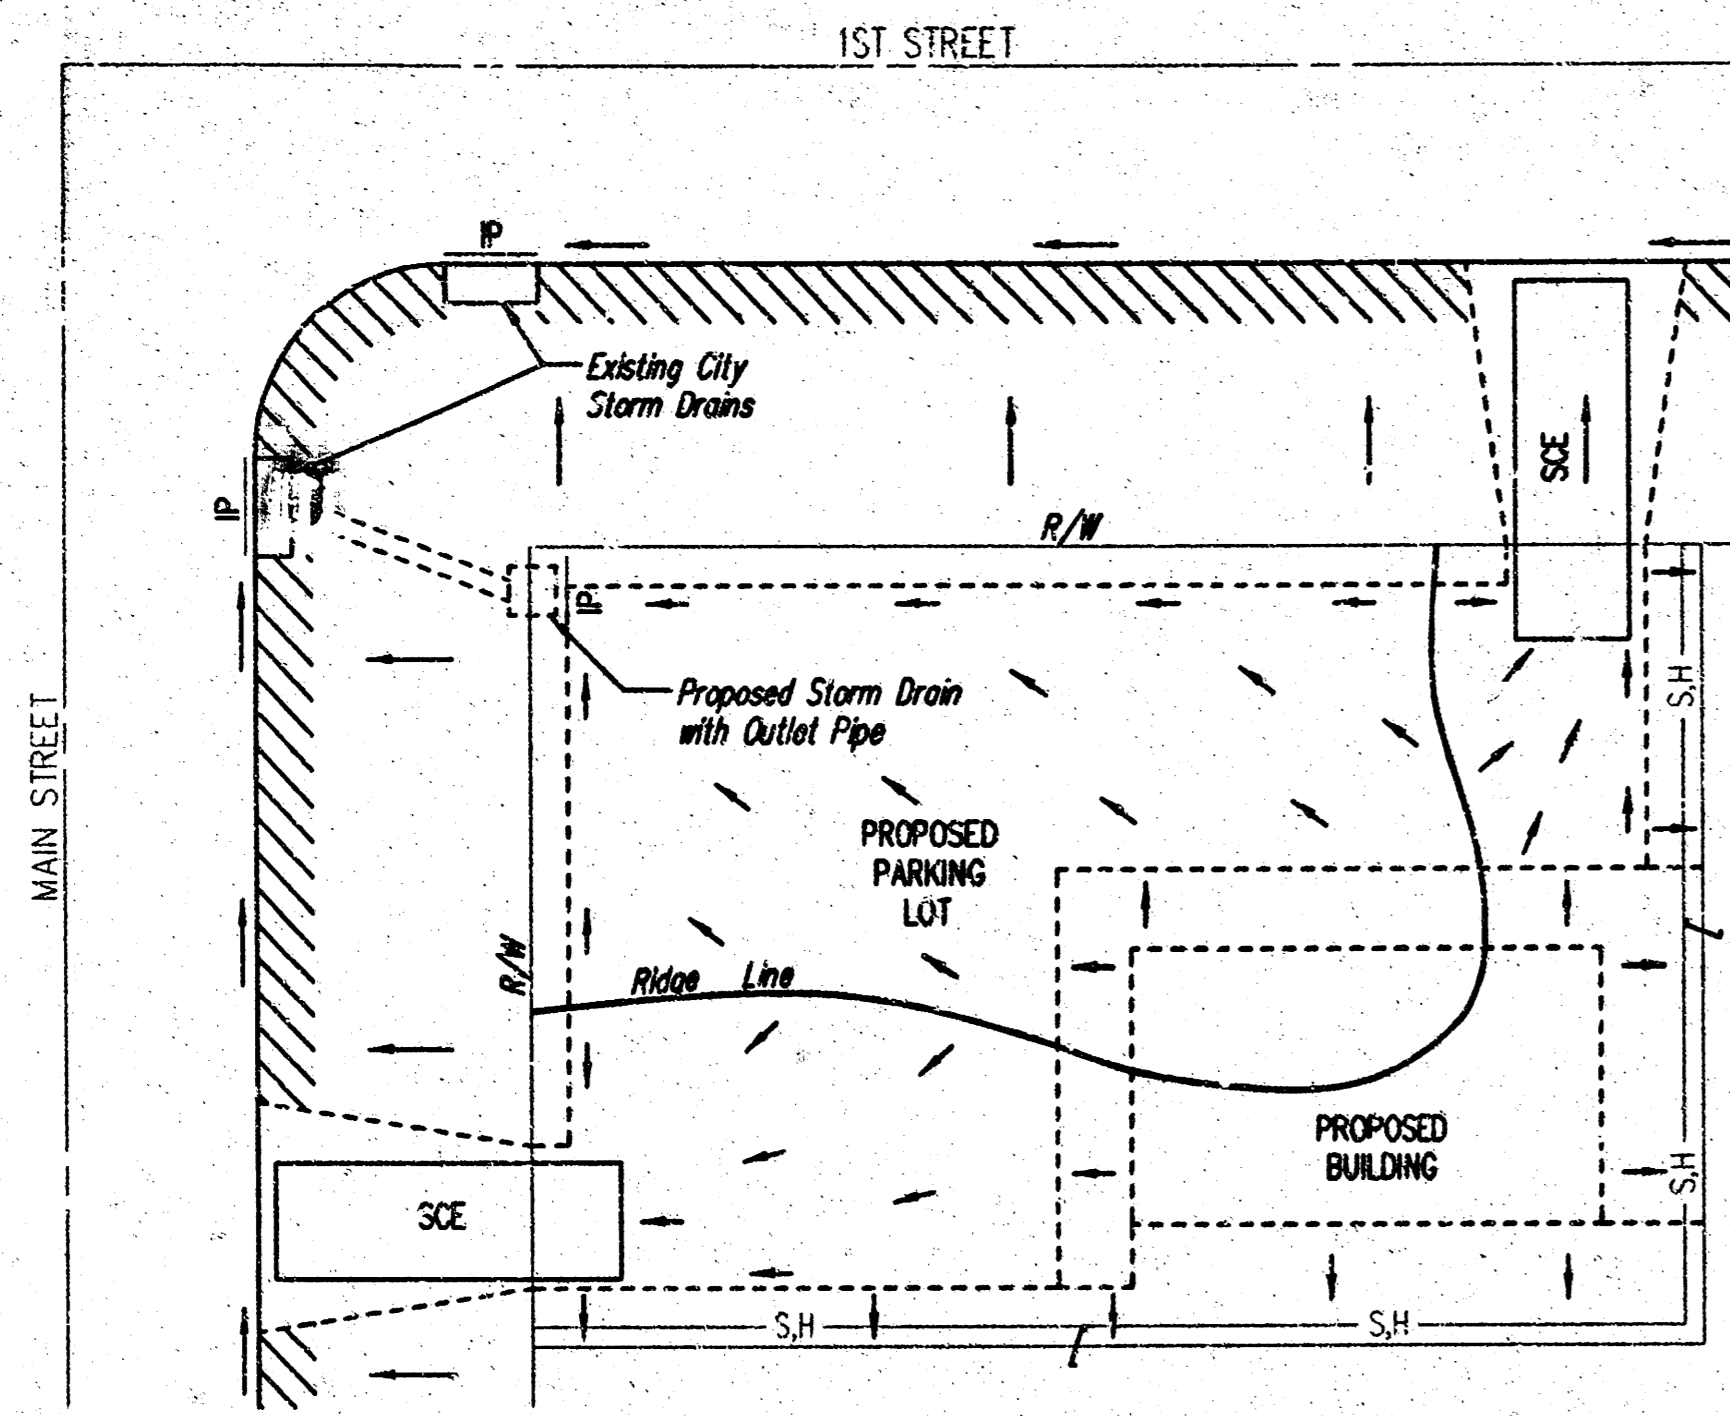 1ST STREET
IP
Existing City
Storm Drains
SCE
IP
R/W
IP
Proposed Storm Drain
with Outlet Pipe
S,H
MAIN STREET
PROPOSED
PARKING
LOT
R/W
Ridge Line
PROPOSED
BUILDING
S,H
SCE
S,H
S,H